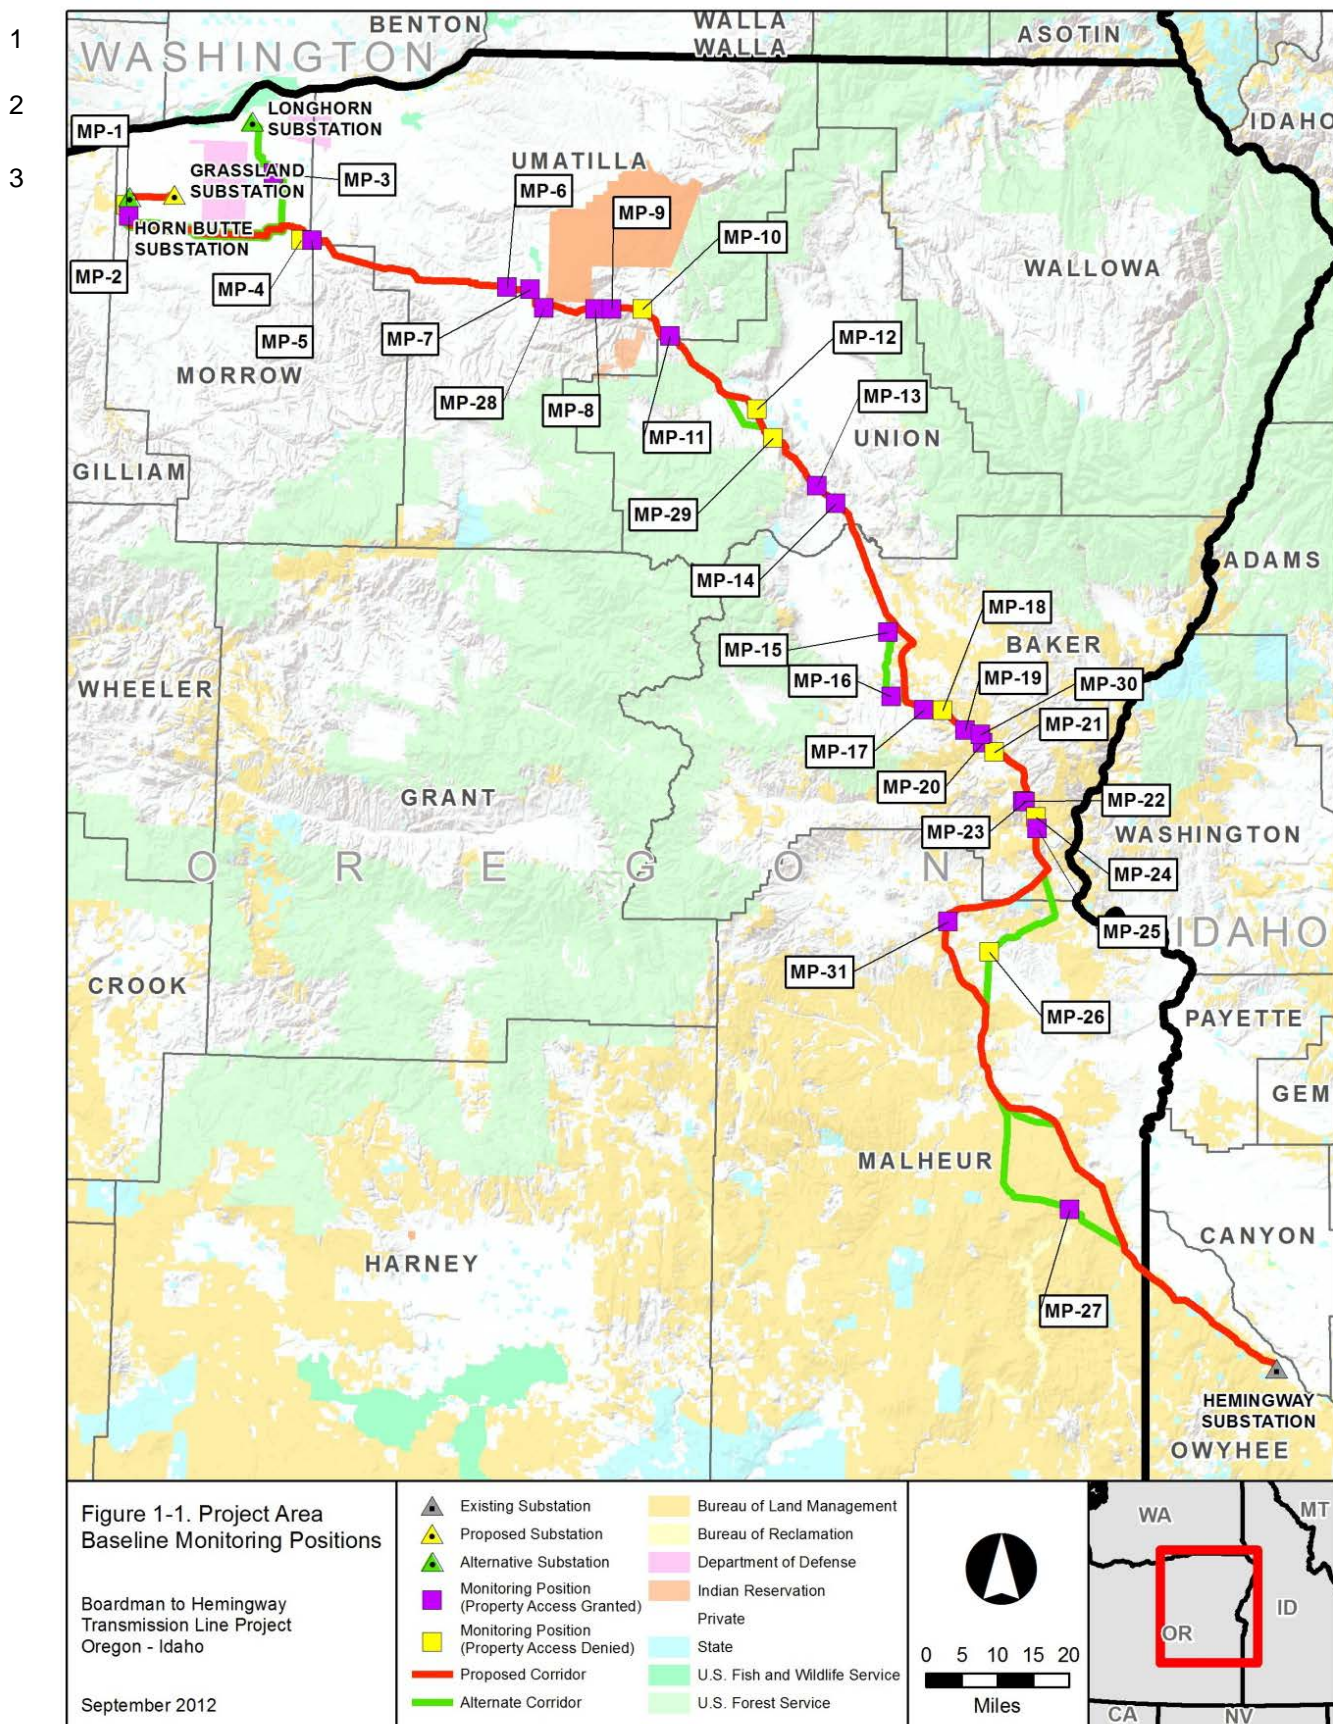 1
2
3
BENTON
WALLA
WALLA
ASOTIN
WASHINGTON
IDAHO
LONGHORN
SUBSTATION
MP-1
UMATILLA
GRASSLAND
SUBSTATION
MP-3
MP-6
MP-9
MP-10
HORN BUTTE
SUBSTATION
MP-2
MP-4
WALLOWA
MP-5
MP-7
MP-12
MORROW
MP-13
MP-28
MP-8
MP-11
UNION
GILLIAM
MP-29
MP-14
ADAMS
MP-18
MP-15
BAKER
WHEELER
MP-16
MP-19
MP-30
MP-21
MP-17
MP-20
GRANT
MP-22
MP-23
WASHINGTON
OREGON
MP-24
MP-25
IDAHO
MP-31
CROOK
MP-26
PAYETTE
GEM
MALHEUR
CANYON
HARNEY
MP-27
HEMINGWAY
SUBSTATION
OWYHEE
Figure 1-1. Project Area
Baseline Monitoring Positions
Boardman to Hemingway
Transmission Line Project
Oregon - Idaho
September 2012
Existing Substation
Proposed Substation
Alternative Substation
Monitoring Position
(Property Access Granted)
Monitoring Position
(Property Access Denied)
Proposed Corridor
Alternate Corridor
Bureau of Land Management
Bureau of Reclamation
Department of Defense
Indian Reservation
Private
State
U.S. Fish and Wildlife Service
U.S. Forest Service
0 5 10 15 20
Miles
WA
MT
OR
ID
CA
NV